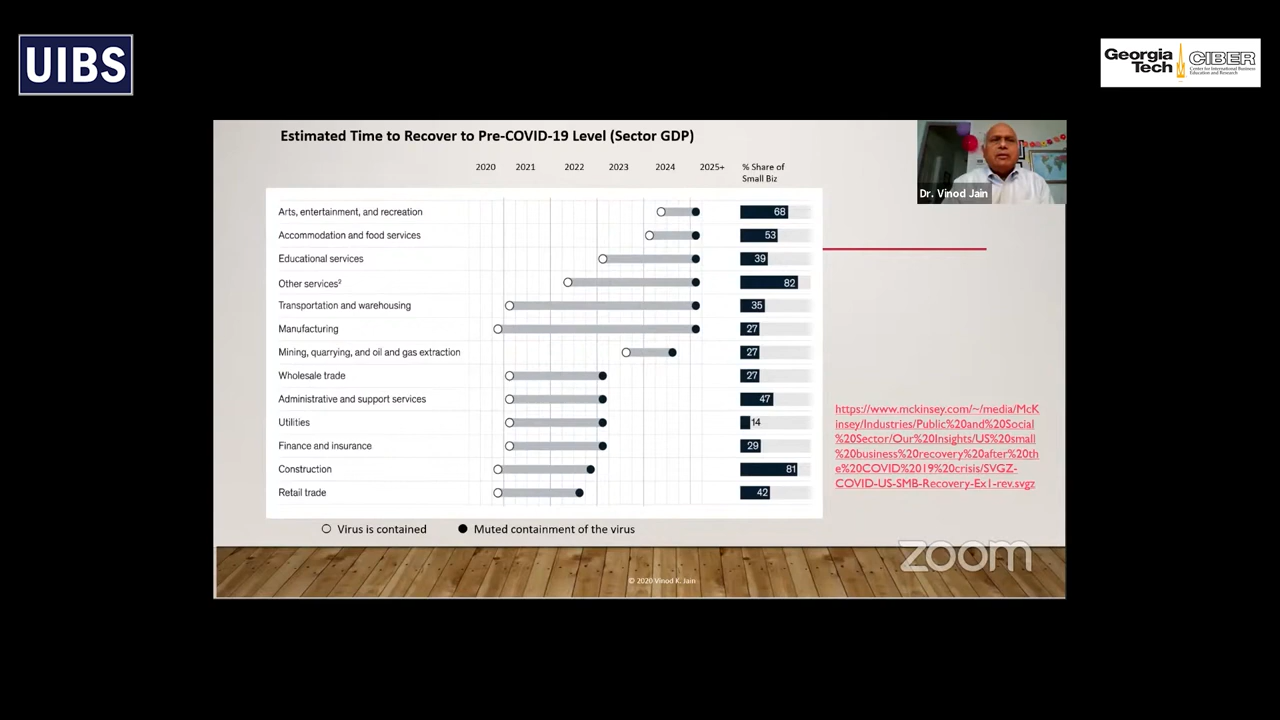 UIBS
Georgia
Tech
CIBER
Center for International Business
Education and Research
Estimated Time to Recover to Pre-COVID-19 Level (Sector GDP)
Dr. Vinod Jain
2020 2021 2022 2023 2024 2025+ % Share of
Small Biz
Arts, entertainment, and recreation 68
Accommodation and food services 53
Educational services 39
Other services² 82
Transportation and warehousing 35
Manufacturing 27
Mining, quarrying, and oil and gas extraction 27
Wholesale trade 27
Administrative and support services 47
Utilities 14
Finance and insurance 29
Construction 81
Retail trade 42
Virus is contained Muted containment of the virus
https://www.mckinsey.com/~/media/McK
insey/Industries/Public%20and%20Social
%20Sector/Our%20Insights/US%20small
%20business%20recovery%20after%20th
e%20COVID%2019%20crisis/SVGZ-
COVID-US-SMB-Recovery-Ex1-rev.svgz
zoom
© 2020 Vinod K. Jain